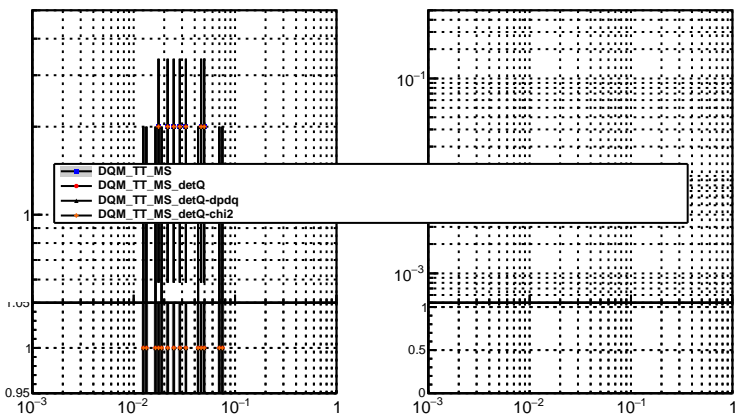 10⁻¹
DQM_TT_MS
DQM_TT_MS_detQ
DQM_TT_MS_detQ-dpdq
DQM_TT_MS_detQ-chi2
1
10⁻³
1.05
1
1
0.5
0.95
0
10⁻³ 10⁻² 10⁻¹ 1
10⁻³ 10⁻² 10⁻¹ 1